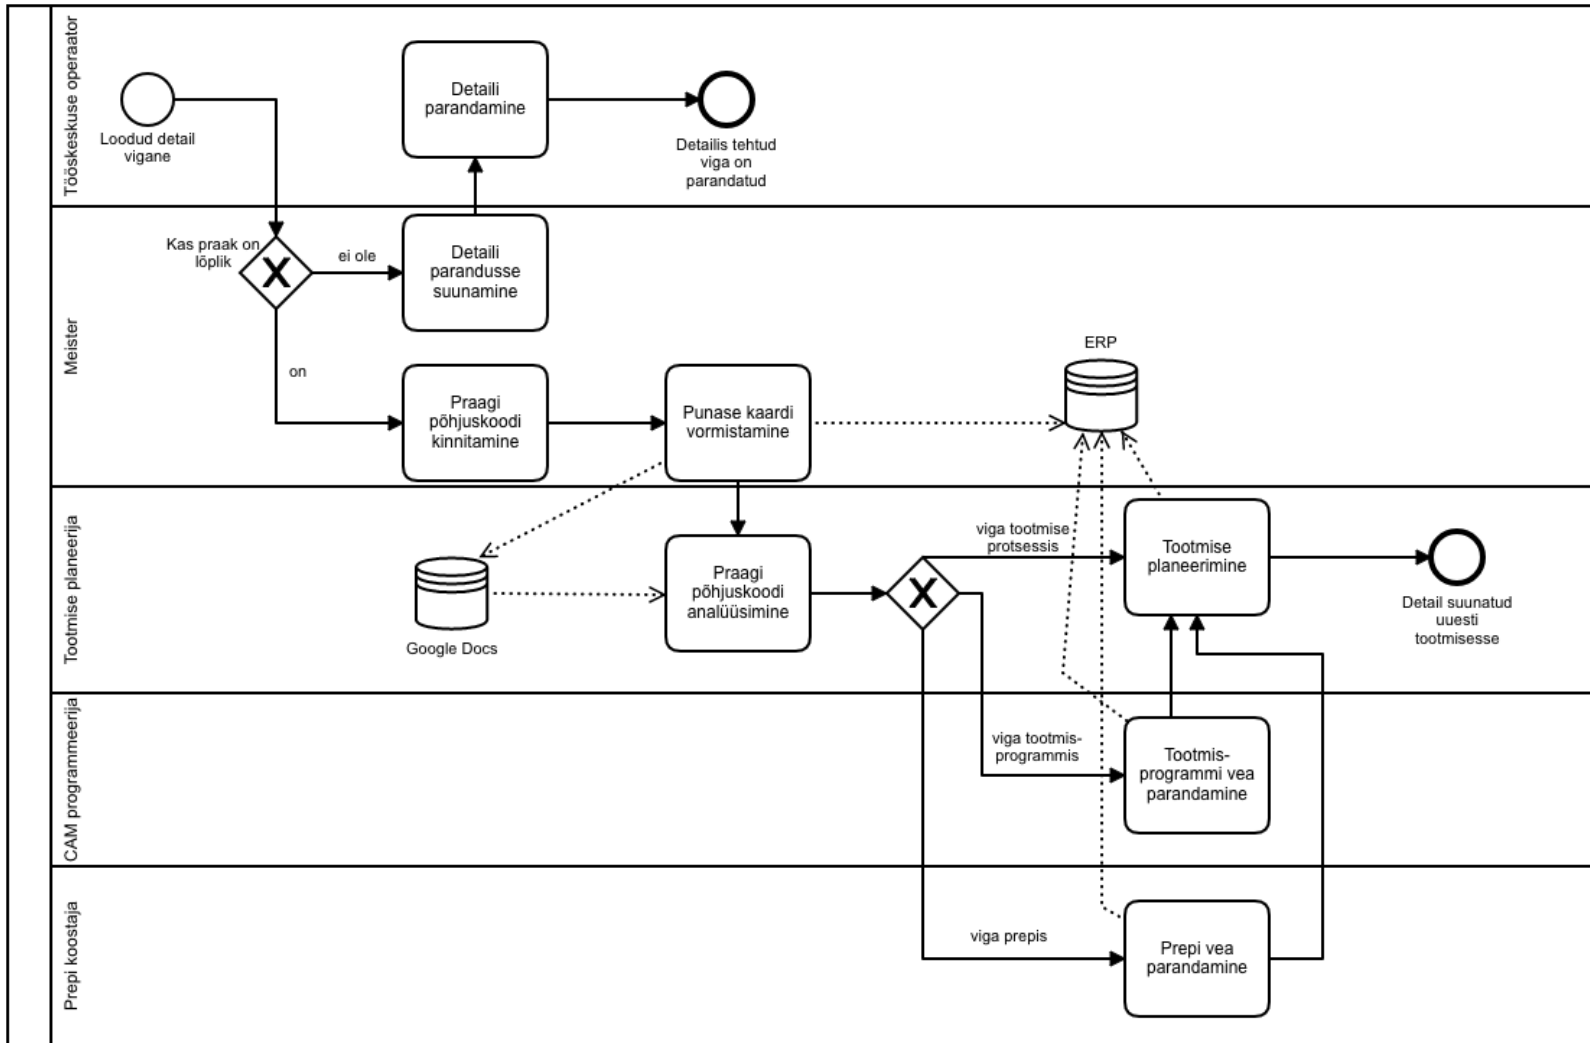 Tööskeskuse operaator
Loodud detail
vigane
Detaili
parandamine
Detailis tehtud
viga on
parandatud
Meister
Kas praak on
löplik
ei ole
on
Detaili
parandusse
suunamine
Praagi
põhjuskoodi
kinnitamine
Punase kaardi
vormistamine
ERP
Tootmise planeerija
Google Docs
Praagi
põhjuskoodi
analüüsimine
viga tootmise
protsessis
Tootmise
planeerimine
Detail suunatud
uuesti
tootmisesse
CAM programmeerija
viga tootmis-
programmis
Tootmis-
programmi vea
parandamine
Prepi koostaja
viga prepis
Prepi vea
parandamine